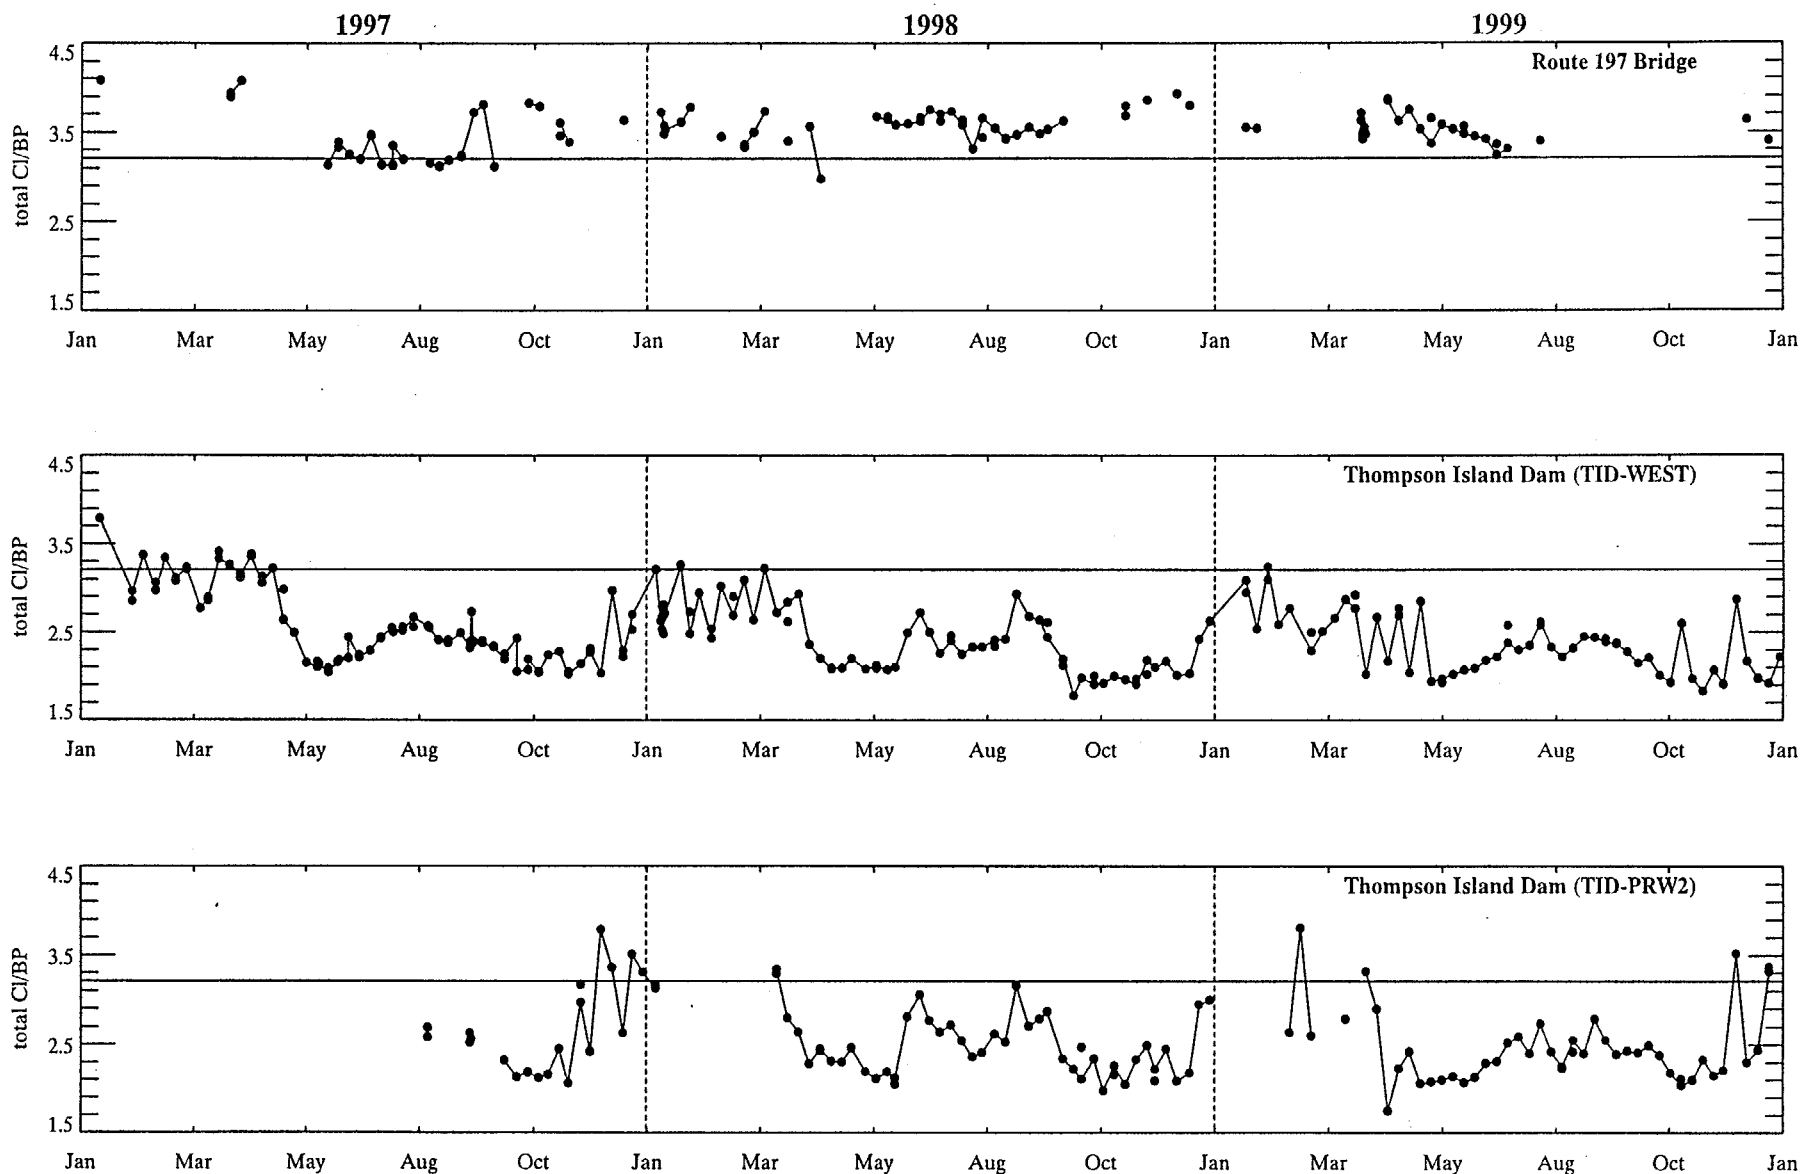 1997 1998 1999
4.5
3.5
2.5
1.5
total Cl/BP
Route 197 Bridge
Jan Mar May Aug Oct Jan Mar May Aug Oct Jan Mar May Aug Oct Jan
4.5
3.5
2.5
1.5
total Cl/BP
Thompson Island Dam (TID-WEST)
Jan Mar May Aug Oct Jan Mar May Aug Oct Jan Mar May Aug Oct Jan
4.5
3.5
2.5
1.5
total Cl/BP
Thompson Island Dam (TID-PRW2)
Jan Mar May Aug Oct Jan Mar May Aug Oct Jan Mar May Aug Oct Jan